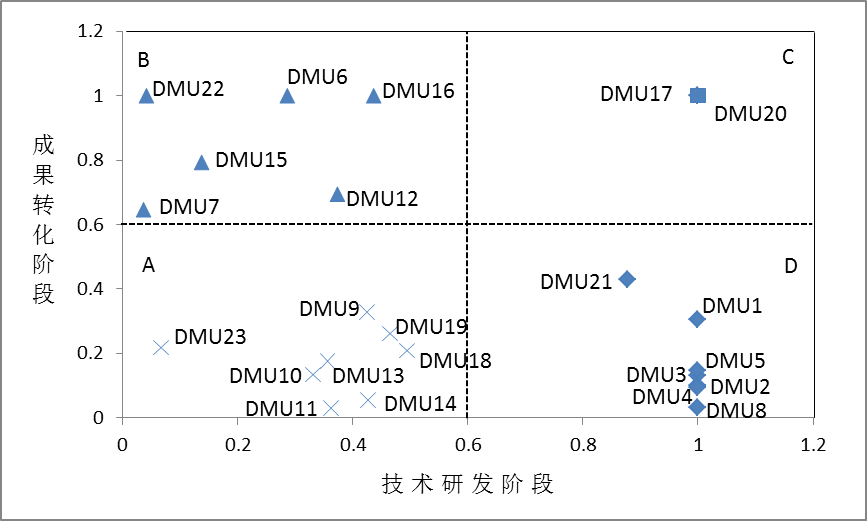 1.2
B
C
DMU22
DMU6
DMU16
DMU17
DMU20
1
0.8
DMU15
DMU12
DMU7
0.6
A
D
DMU21
0.4
DMU1
DMU9
DMU19
DMU23
0.2
DMU18
DMU5
DMU10
DMU13
DMU3
DMU2
DMU4
DMU11
DMU14
DMU8
0
0 0.2 0.4 0.6 0.8 1 1.2
成果转化阶段
技术研发阶段